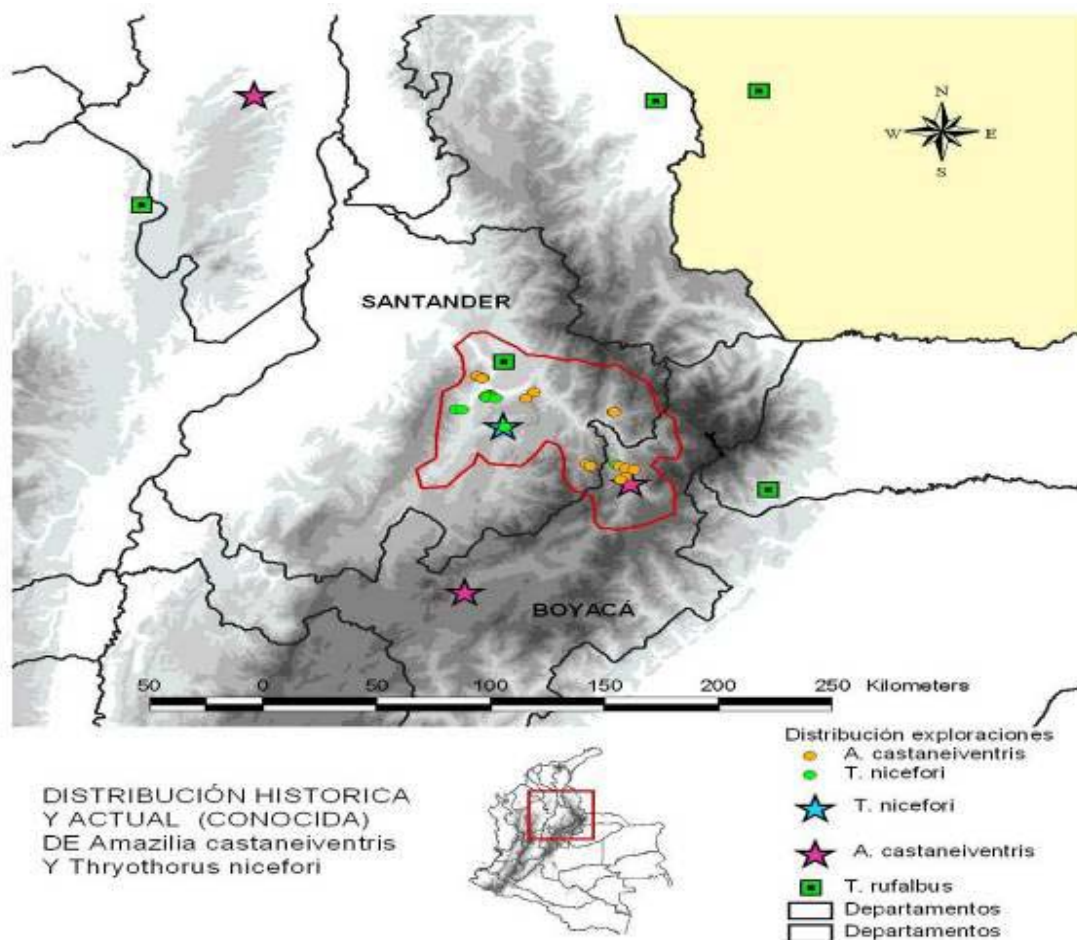 N
W
E
S
SANTANDER
BOYACÁ
50 0 50 100 150 200 250 Kilometers
Distribución exploraciones
A. castaneiventris
T. nicefori
T. nicefori
A. castaneiventris
T. rufalbus
Departamentos
Departamentos
DISTRIBUCIÓN HISTORICA
Y ACTUAL (CONOCIDA)
DE Amazilia castaneiventris
Y Thryothorus nicefori